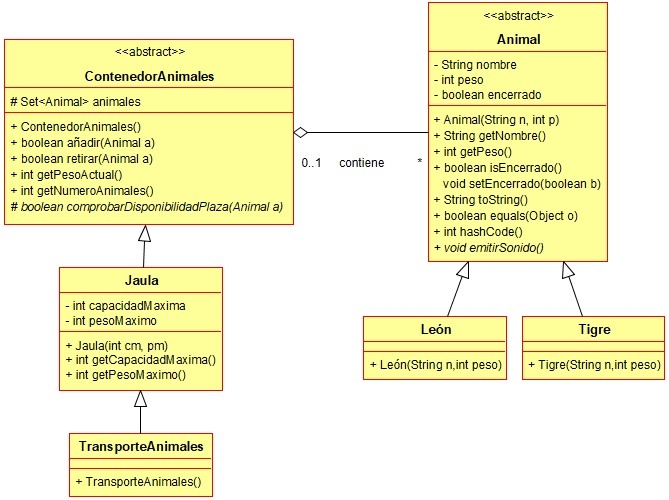 <<abstract>>
ContenedorAnimales
# Set<Animal> animales
+ ContenedorAnimales()
+ boolean añadir(Animal a)
+ boolean retirar(Animal a)
+ int getPesoActual()
+ int getNumeroAnimales()
# boolean comprobarDisponibilidadPlaza(Animal a)
0..1 contiene *
<<abstract>>
Animal
- String nombre
- int peso
- boolean encerrado
+ Animal(String n, int p)
+ String getNombre()
+ int getPeso()
+ boolean isEncerrado()
void setEncerrado(boolean b)
+ String toString()
+ boolean equals(Object o)
+ int hashCode()
+ void emitirSonido()
Jaula
- int capacidadMaxima
- int pesoMaximo
+ Jaula(int cm, pm)
+ int getCapacidadMaxima()
+ int getPesoMaximo()
León
+ León(String n,int peso)
Tigre
+ Tigre(String n,int peso)
TransporteAnimales
+ TransporteAnimales()